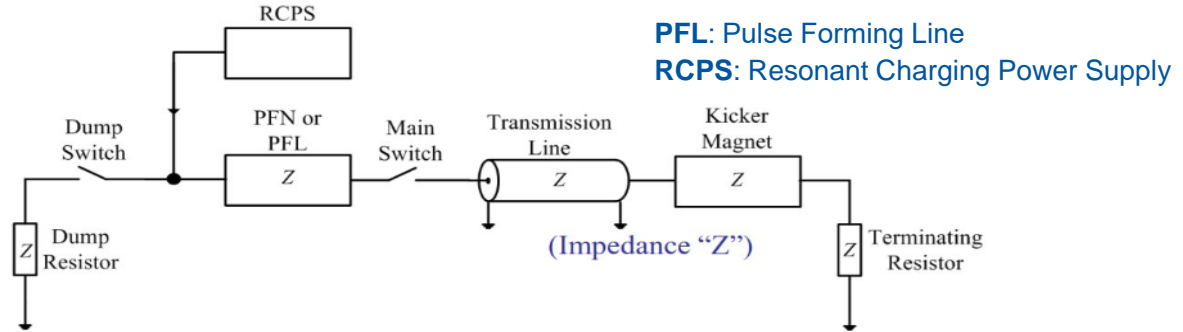 RCPS
PFL: Pulse Forming Line
RCPS: Resonant Charging Power Supply
Dump
Switch
PFN or
PFL
Z
Main
Switch
Transmission
Line
Z
Kicker
Magnet
Z
Z
Dump
Resistor
(Impedance “Z”)
Z
Terminating
Resistor